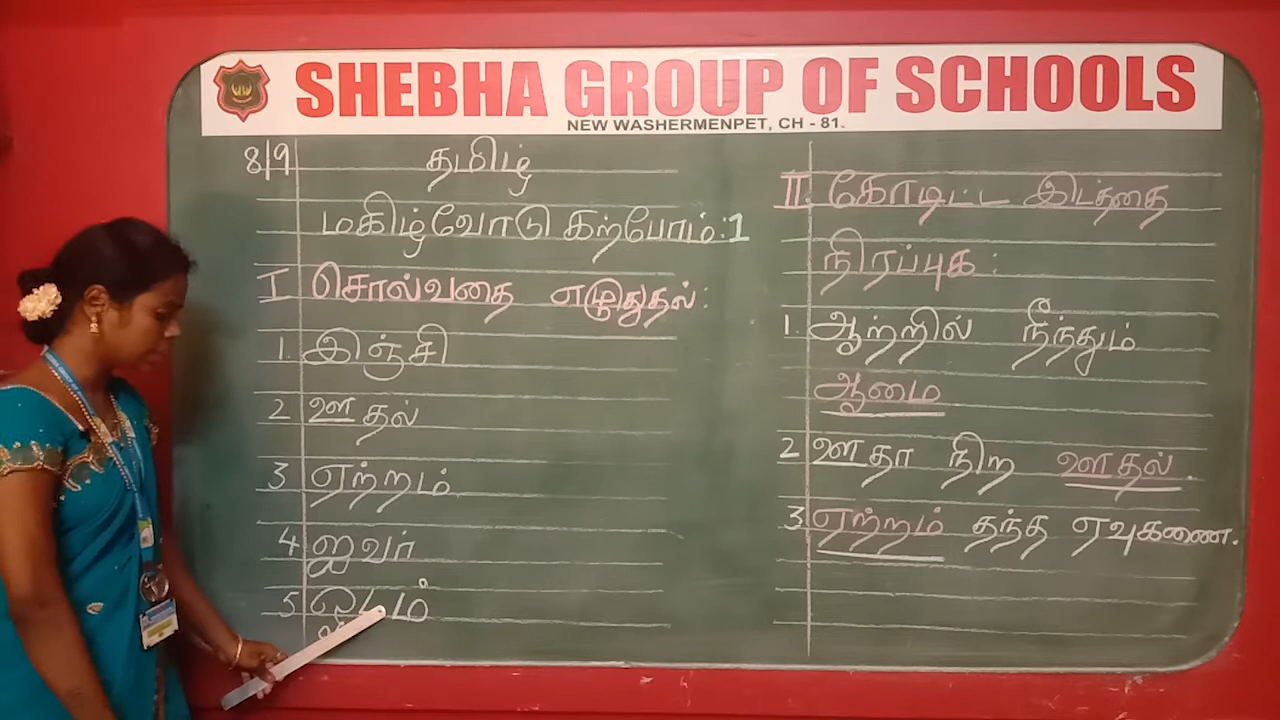 SHEBHA GROUP OF SCHOOLS
NEW WASHERMENPET, CH - 81.
8/9 தமிழ்
மகிழ்வோடு கற்போம் : 1
I சொல்வதை எழுதுதல் :
1. இஞ்சி
2 ஊதல்
3 ஏற்றம்
4 ஐவர்
5 ஓடம்
II. கோடிட்ட இடத்தை
நிரப்புக :
1. ஆற்றில் நீந்தும்
ஆமை
2 ஊதா நிற ஊதல்.
3. ஏற்றம் தந்த ஏவுகணை.